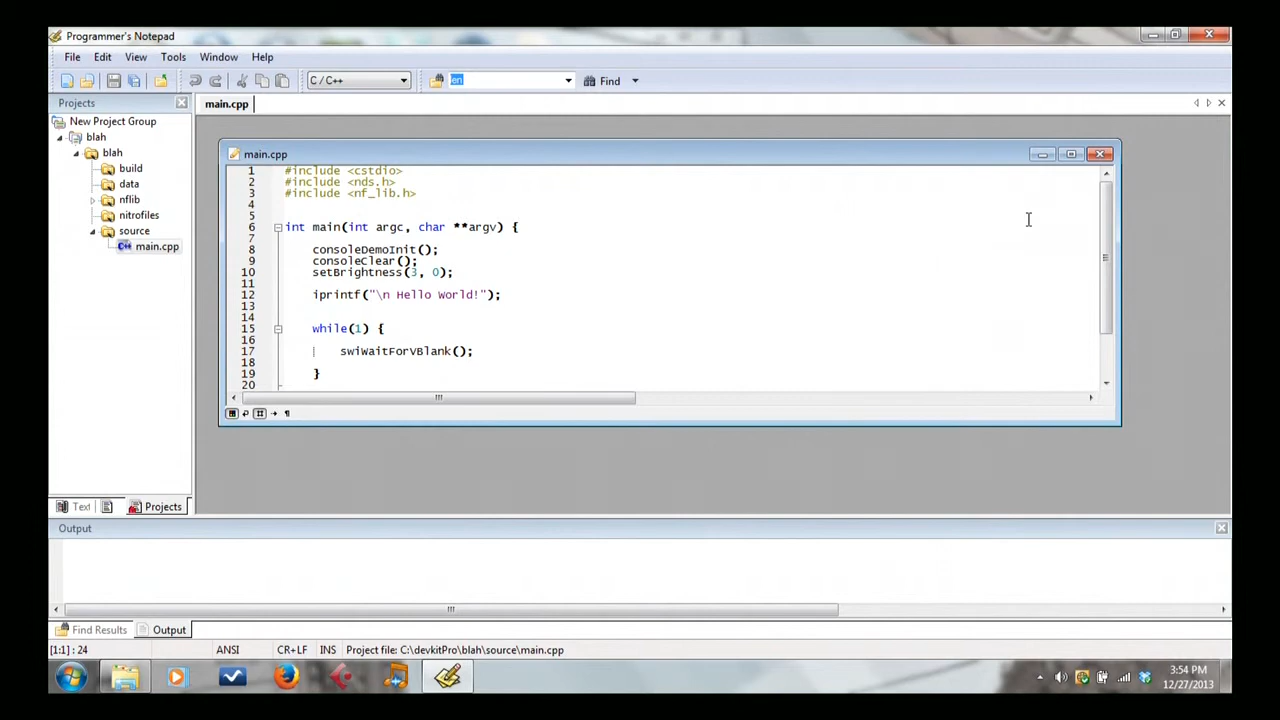 Programmer's Notepad
File Edit View Tools Window Help
C / C++ en Find
Projects
main.cpp
New Project Group
blah
blah
build
data
nflib
nitrofiles
source
main.cpp
main.cpp
1 #include <cstdio>
2 #include <nds.h>
3 #include <nf_lib.h>
4
5
6 int main(int argc, char **argv) {
7
8 consoleDemoInit();
9 consoleClear();
10 setBrightness(3, 0);
11
12 iprintf("\n Hello World!");
13
14
15 while(1) {
16
17 swiWaitForVBlank();
18
19 }
20
Text Projects
Output
Find Results Output
[1:1] : 24 ANSI CR+LF INS Project file: C:\devkitPro\blah\source\main.cpp
3:54 PM
12/27/2013